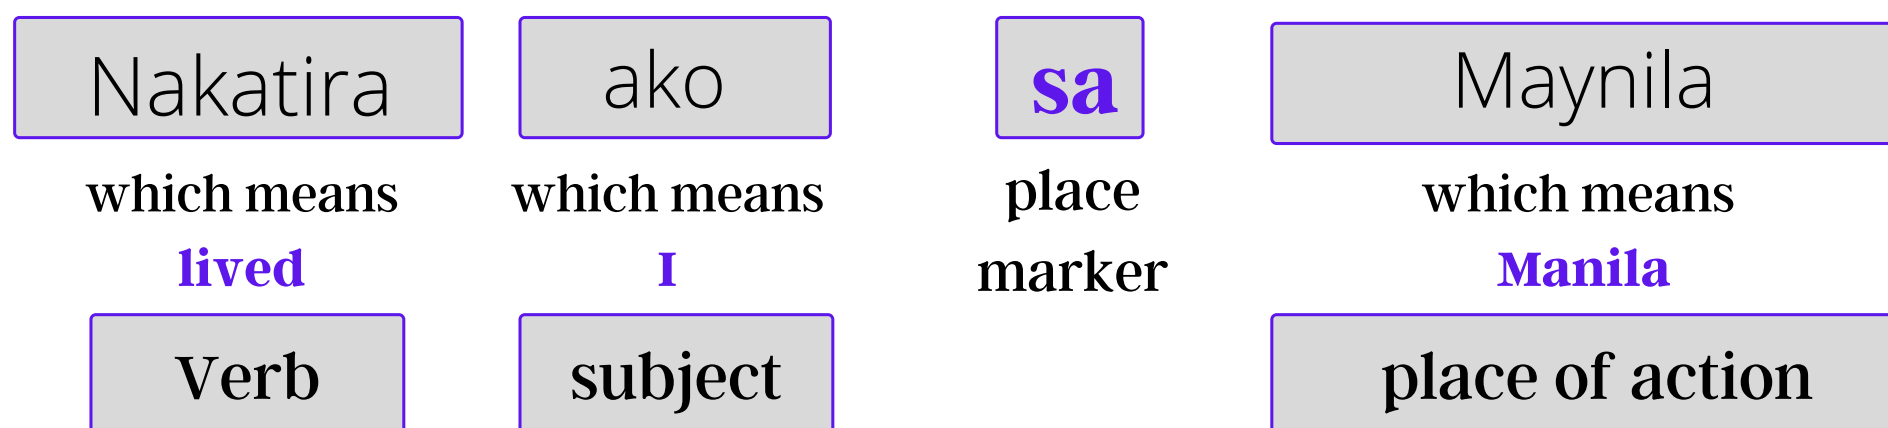 Nakatira ako sa Maynila
which means which means place which means
lived I marker Manila
Verb subject place of action